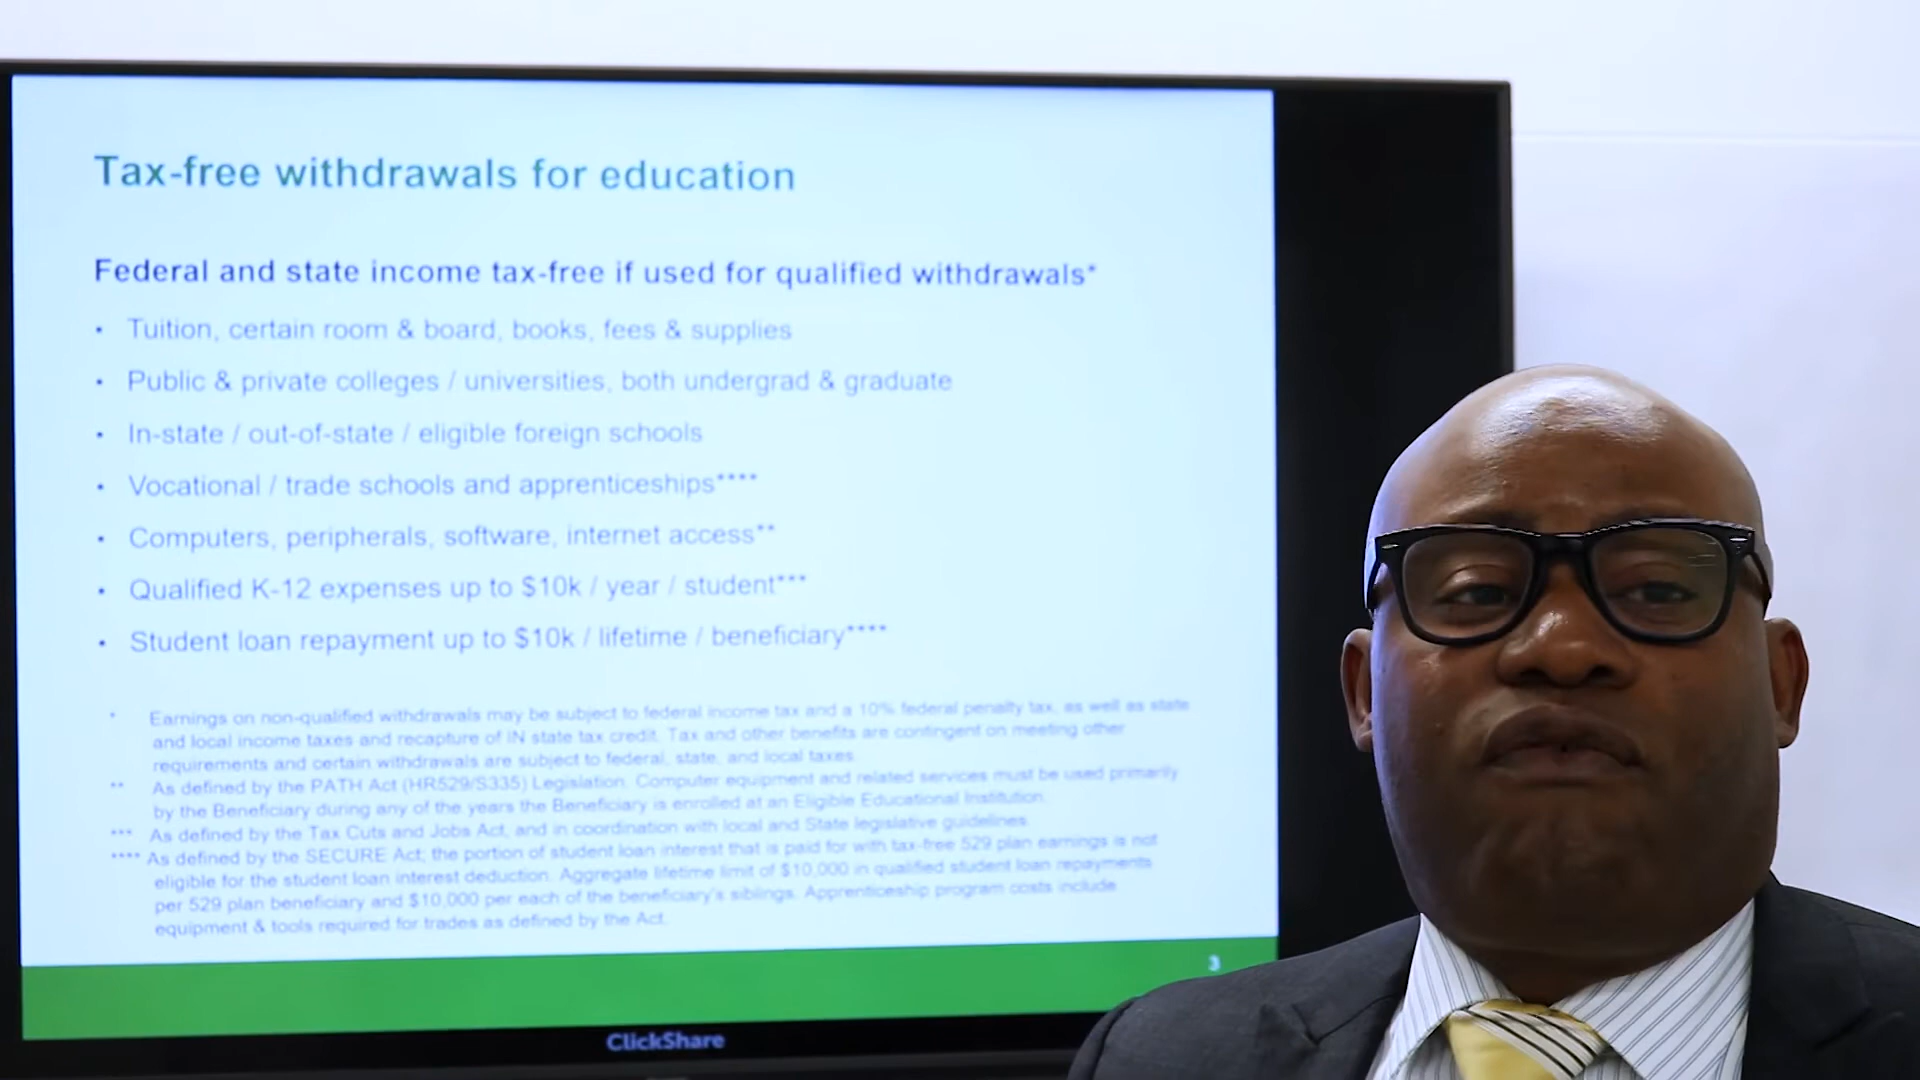 Tax-free withdrawals for education
Federal and state income tax-free if used for qualified withdrawals*
• Tuition, certain room & board, books, fees & supplies
• Public & private colleges / universities, both undergrad & graduate
• In-state / out-of-state / eligible foreign schools
• Vocational / trade schools and apprenticeships****
• Computers, peripherals, software, internet access**
• Qualified K-12 expenses up to $10k / year / student***
• Student loan repayment up to $10k / lifetime / beneficiary****
* Earnings on non-qualified withdrawals may be subject to federal income tax and a 10% federal penalty tax, as well as state
and local income taxes and recapture of IN state tax credit. Tax and other benefits are contingent on meeting other
requirements and certain withdrawals are subject to federal, state, and local taxes.
** As defined by the PATH Act (HR529/S335) Legislation. Computer equipment and related services must be used primarily
by the Beneficiary during any of the years the Beneficiary is enrolled at an Eligible Educational Institution.
*** As defined by the Tax Cuts and Jobs Act, and in coordination with local and State legislative guidelines.
**** As defined by the SECURE Act; the portion of student loan interest that is paid for with tax-free 529 plan earnings is not
eligible for the student loan interest deduction. Aggregate lifetime limit of $10,000 in qualified student loan repayments
per 529 plan beneficiary and $10,000 per each of the beneficiary's siblings. Apprenticeship program costs include
equipment & tools required for trades as defined by the Act.
3
ClickShare